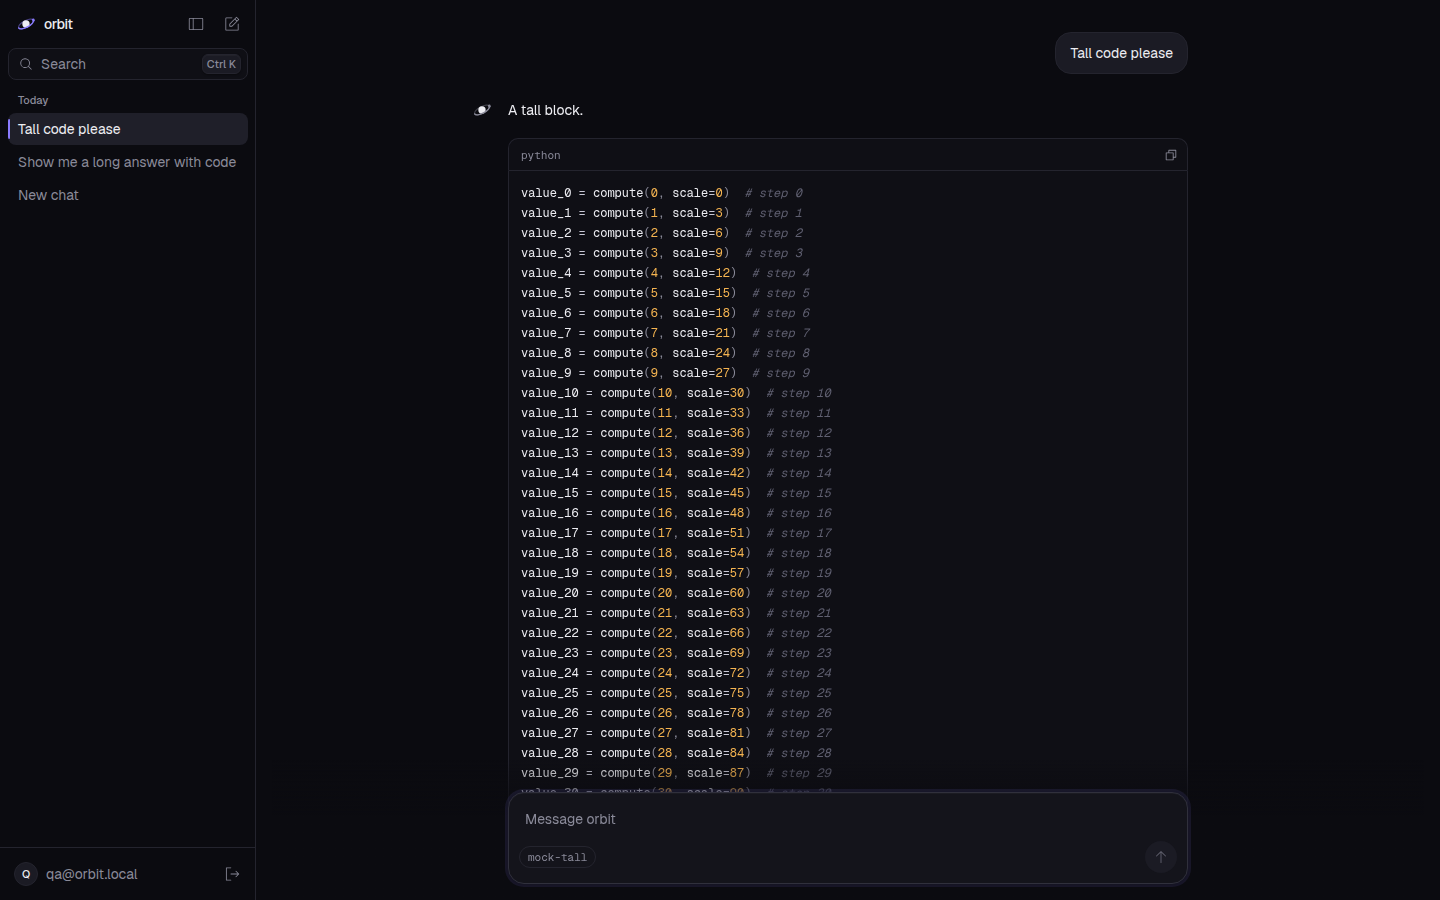 orbit
Search
Ctrl K
Today
Tall code please
Show me a long answer with code
New chat
Q
qa@orbit.local
Tall code please
A tall block.
python
value_0 = compute(0, scale=0)  # step 0
value_1 = compute(1, scale=3)  # step 1
value_2 = compute(2, scale=6)  # step 2
value_3 = compute(3, scale=9)  # step 3
value_4 = compute(4, scale=12)  # step 4
value_5 = compute(5, scale=15)  # step 5
value_6 = compute(6, scale=18)  # step 6
value_7 = compute(7, scale=21)  # step 7
value_8 = compute(8, scale=24)  # step 8
value_9 = compute(9, scale=27)  # step 9
value_10 = compute(10, scale=30)  # step 10
value_11 = compute(11, scale=33)  # step 11
value_12 = compute(12, scale=36)  # step 12
value_13 = compute(13, scale=39)  # step 13
value_14 = compute(14, scale=42)  # step 14
value_15 = compute(15, scale=45)  # step 15
value_16 = compute(16, scale=48)  # step 16
value_17 = compute(17, scale=51)  # step 17
value_18 = compute(18, scale=54)  # step 18
value_19 = compute(19, scale=57)  # step 19
value_20 = compute(20, scale=60)  # step 20
value_21 = compute(21, scale=63)  # step 21
value_22 = compute(22, scale=66)  # step 22
value_23 = compute(23, scale=69)  # step 23
value_24 = compute(24, scale=72)  # step 24
value_25 = compute(25, scale=75)  # step 25
value_26 = compute(26, scale=78)  # step 26
value_27 = compute(27, scale=81)  # step 27
value_28 = compute(28, scale=84)  # step 28
value_29 = compute(29, scale=87)  # step 29
Message orbit
mock-tall